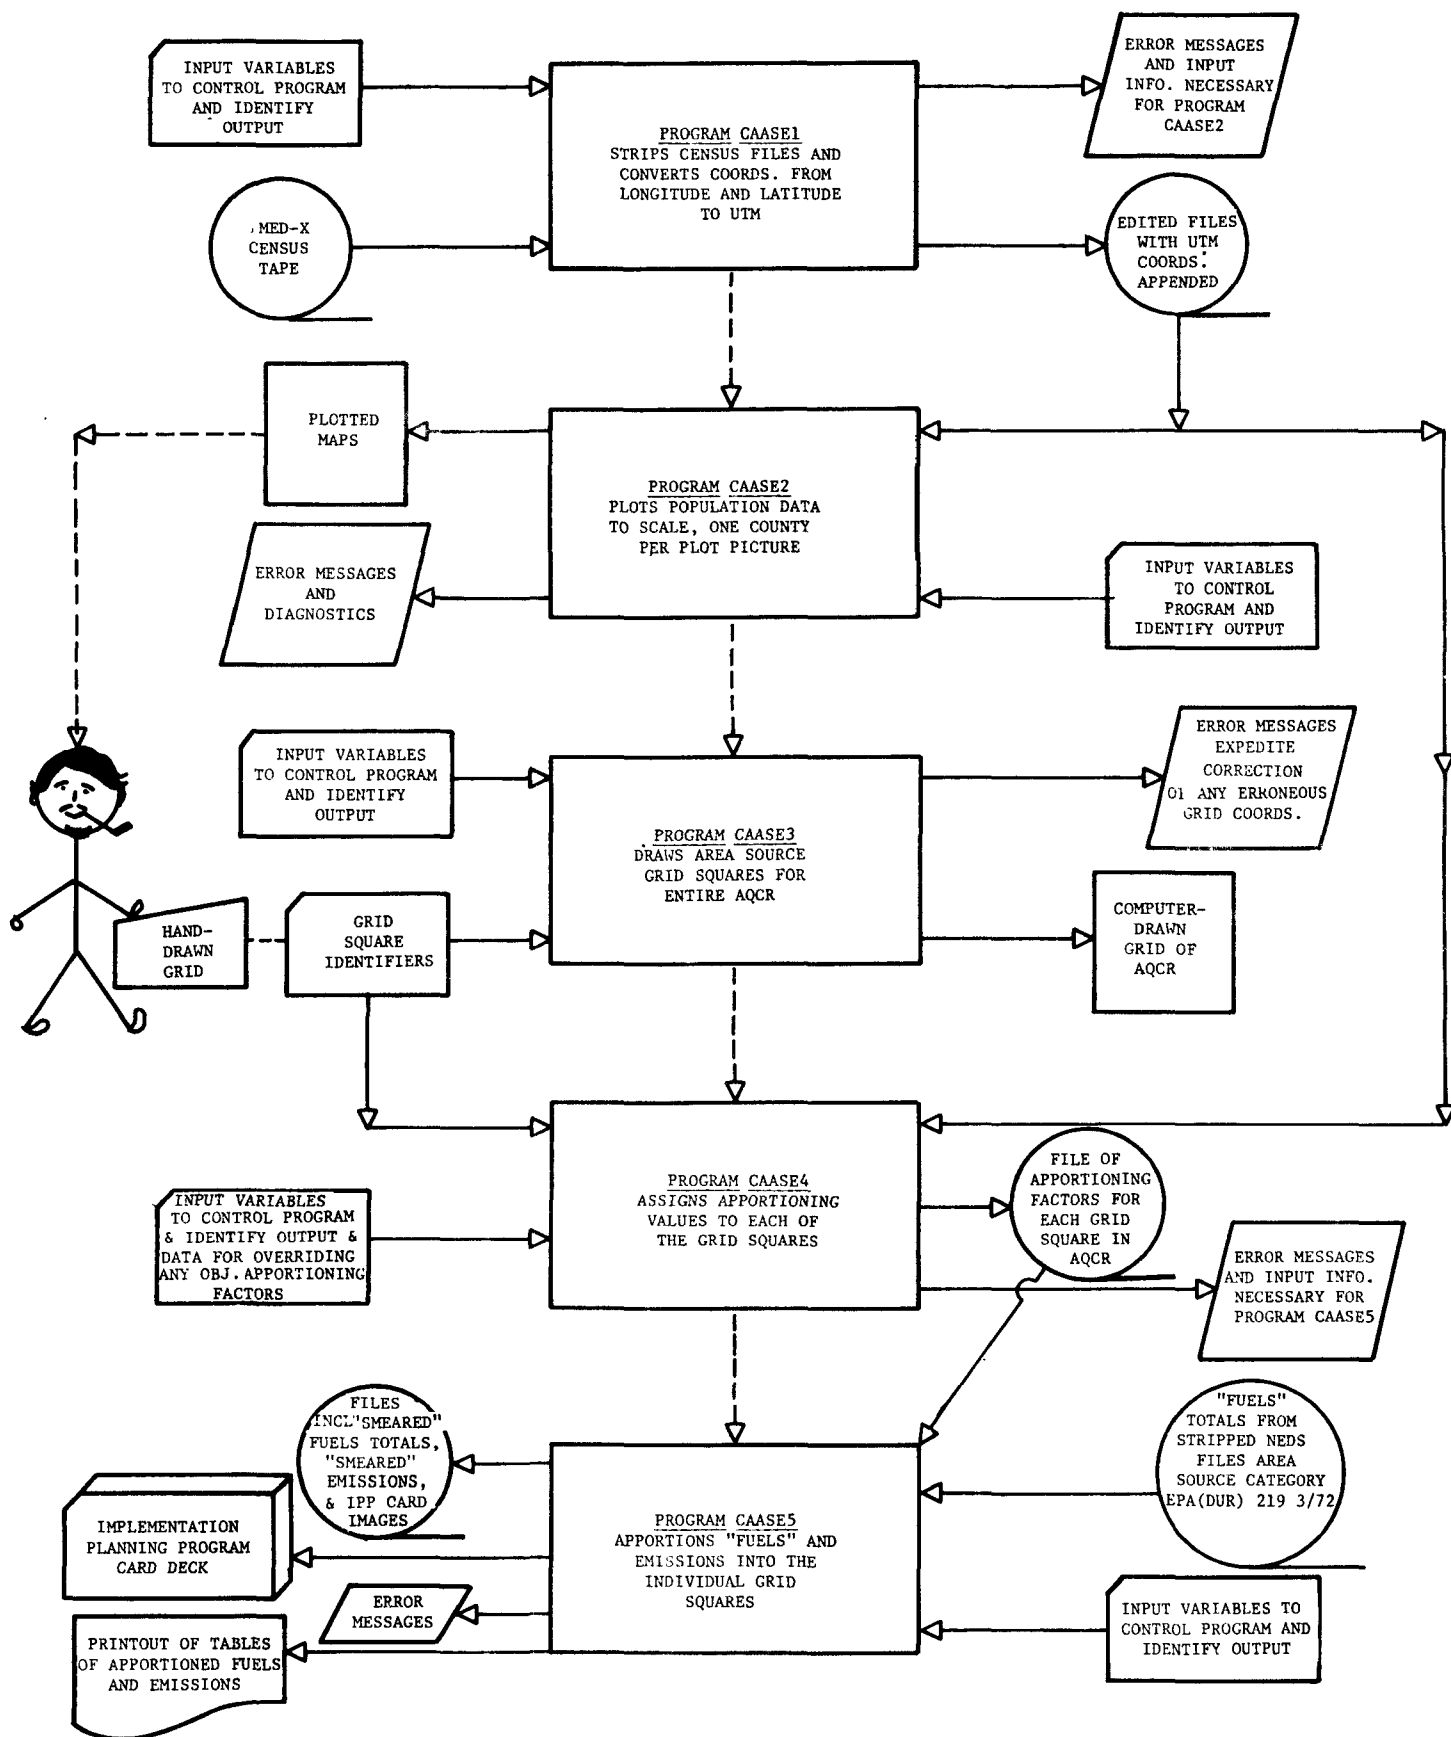 INPUT VARIABLES
TO CONTROL PROGRAM
AND IDENTIFY
OUTPUT
PROGRAM CAASE1
STRIPS CENSUS FILES AND
CONVERTS COORDS. FROM
LONGITUDE AND LATITUDE
TO UTM
ERROR MESSAGES
AND INPUT
INFO. NECESSARY
FOR PROGRAM
CAASE2
MED-X
CENSUS
TAPE
EDITED FILES
WITH UTM
COORDS.
APPENDED
PLOTTED
MAPS
PROGRAM CAASE2
PLOTS POPULATION DATA
TO SCALE, ONE COUNTY
PER PLOT PICTURE
ERROR MESSAGES
AND
DIAGNOSTICS
INPUT VARIABLES
TO CONTROL
PROGRAM AND
IDENTIFY OUTPUT
INPUT VARIABLES
TO CONTROL PROGRAM
AND IDENTIFY
OUTPUT
PROGRAM CAASE3
DRAWS AREA SOURCE
GRID SQUARES FOR
ENTIRE AQCR
ERROR MESSAGES
EXPEDITE
CORRECTION
OF ANY ERRONEOUS
GRID COORDS.
HAND-
DRAWN
GRID
GRID
SQUARE
IDENTIFIERS
COMPUTER-
DRAWN
GRID OF
AQCR
INPUT VARIABLES
TO CONTROL PROGRAM
& IDENTIFY OUTPUT &
DATA FOR OVERRIDING
ANY OBJ. APPORTIONING
FACTORS
PROGRAM CAASE4
ASSIGNS APPORTIONING
VALUES TO EACH OF
THE GRID SQUARES
FILE OF
APPORTIONING
FACTORS FOR
EACH GRID
SQUARE IN
AQCR
ERROR MESSAGES
AND INPUT INFO.
NECESSARY FOR
PROGRAM CAASE5
FILES
INCL"SMEARED"
FUELS TOTALS,
"SMEARED"
EMISSIONS,
& IPP CARD
IMAGES
IMPLEMENTATION
PLANNING PROGRAM
CARD DECK
ERROR
MESSAGES
PRINTOUT OF TABLES
OF APPORTIONED FUELS
AND EMISSIONS
PROGRAM CAASE5
APPORTIONS "FUELS" AND
EMISSIONS INTO THE
INDIVIDUAL GRID
SQUARES
"FUELS"
TOTALS FROM
STRIPPED NEDS
FILES AREA
SOURCE CATEGORY
EPA(DUR) 219 3/72
INPUT VARIABLES TO
CONTROL PROGRAM AND
IDENTIFY OUTPUT